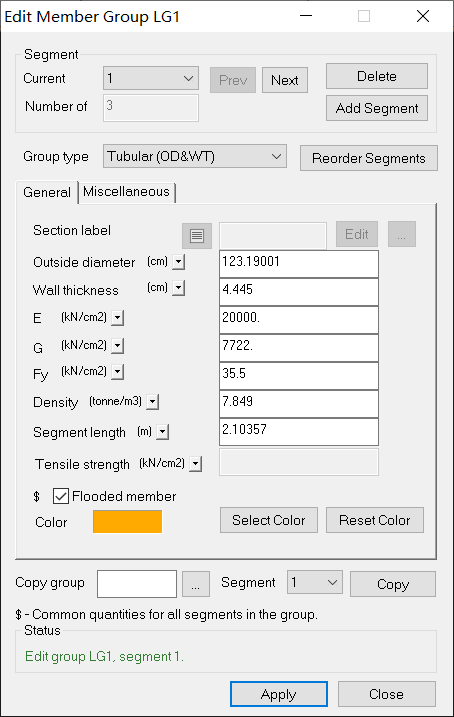 Edit Member Group LG1
Segment
Current 1 Prev Next Delete
Number of 3 Add Segment
Group type Tubular (OD&WT) Reorder Segments
General Miscellaneous
Section label Edit ...
Outside diameter (cm) 123.19001
Wall thickness (cm) 4.445
E (kN/cm2) 20000.
G (kN/cm2) 7722.
Fy (kN/cm2) 35.5
Density (tonne/m3) 7.849
Segment length (m) 2.10357
Tensile strength (kN/cm2)
$ Flooded member
Color Select Color Reset Color
Copy group ... Segment 1 Copy
$ - Common quantities for all segments in the group.
Status
Edit group LG1, segment 1.
Apply Close